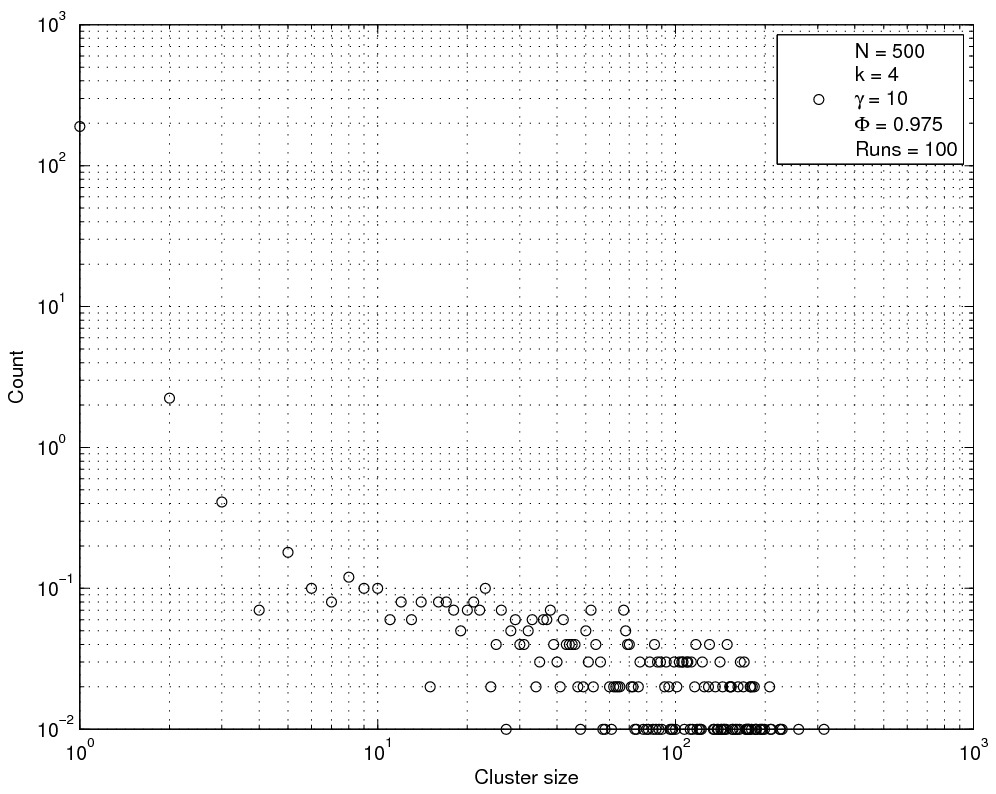 10^3
N = 500
k = 4
γ = 10
Φ = 0.975
Runs = 100
10^2
10^1
Count
10^0
10^−1
10^−2
10^0 10^1 10^2 10^3
Cluster size